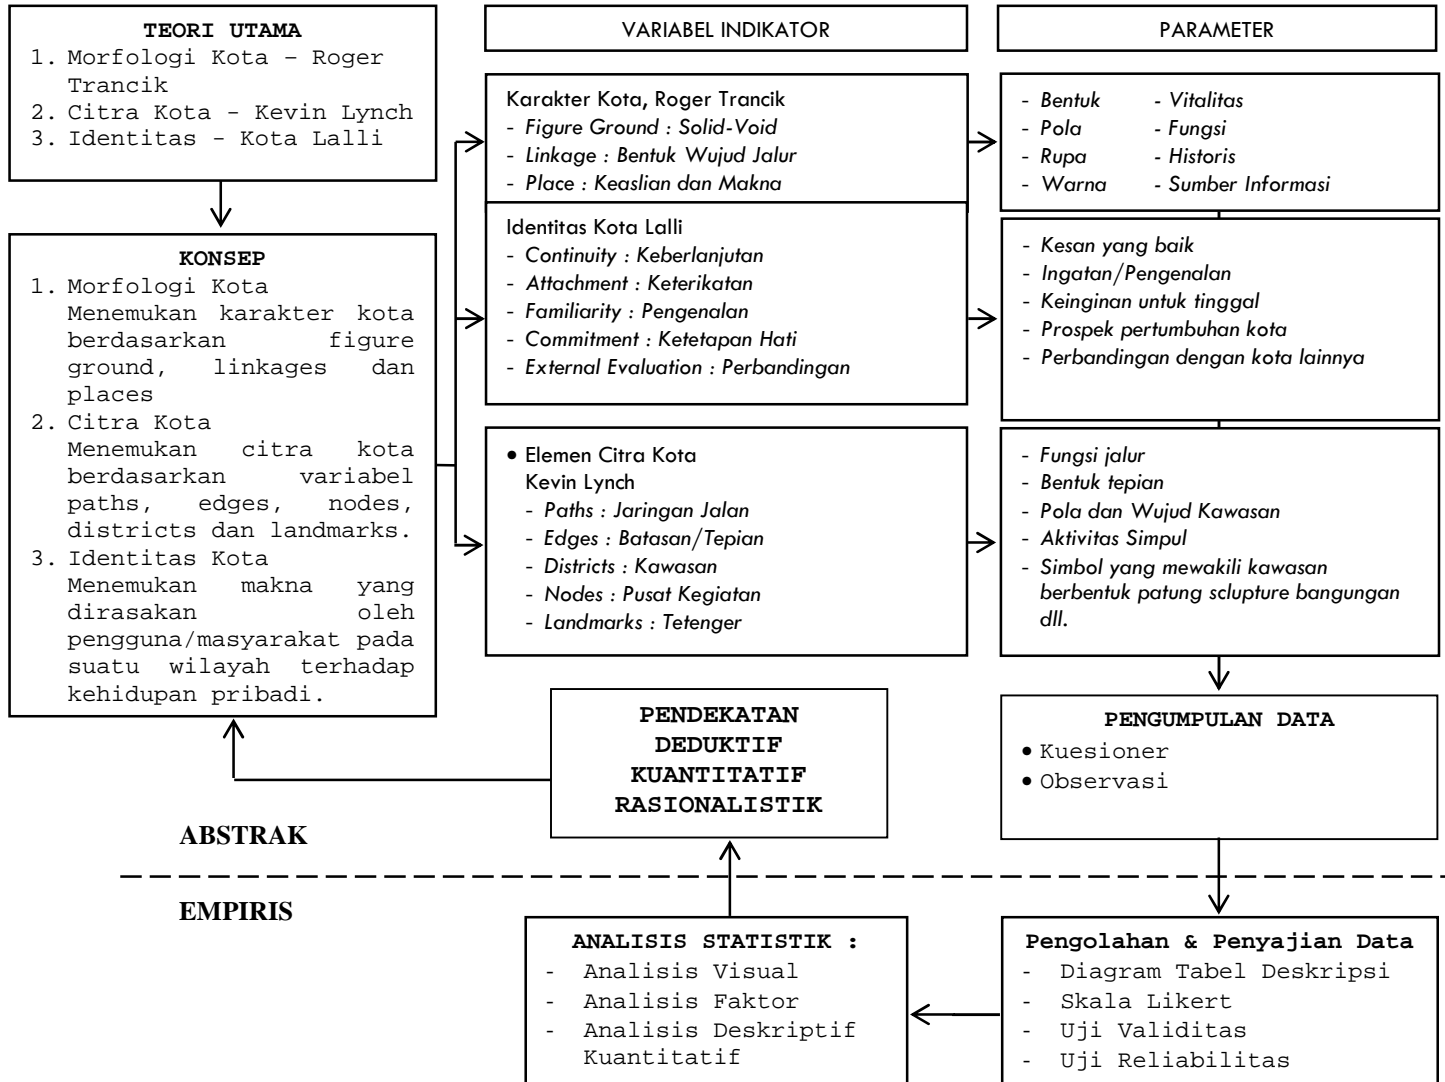 TEORI UTAMA
1. Morfologi Kota – Roger
Trancik
2. Citra Kota - Kevin Lynch
3. Identitas - Kota Lalli
KONSEP
1. Morfologi Kota
Menemukan karakter kota
berdasarkan figure
ground, linkages dan
places
2. Citra Kota
Menemukan citra kota
berdasarkan variabel
paths, edges, nodes,
districts dan landmarks.
3. Identitas Kota
Menemukan makna yang
dirasakan oleh
pengguna/masyarakat pada
suatu wilayah terhadap
kehidupan pribadi.
VARIABEL INDIKATOR
Karakter Kota, Roger Trancik
- Figure Ground : Solid-Void
- Linkage : Bentuk Wujud Jalur
- Place : Keaslian dan Makna
Identitas Kota Lalli
- Continuity : Keberlanjutan
- Attachment : Keterikatan
- Familiarity : Pengenalan
- Commitment : Ketetapan Hati
- External Evaluation : Perbandingan
• Elemen Citra Kota
Kevin Lynch
- Paths : Jaringan Jalan
- Edges : Batasan/Tepian
- Districts : Kawasan
- Nodes : Pusat Kegiatan
- Landmarks : Tetenger
PARAMETER
- Bentuk - Vitalitas
- Pola - Fungsi
- Rupa - Historis
- Warna - Sumber Informasi
- Kesan yang baik
- Ingatan/Pengenalan
- Keinginan untuk tinggal
- Prospek pertumbuhan kota
- Perbandingan dengan kota lainnya
- Fungsi jalur
- Bentuk tepian
- Pola dan Wujud Kawasan
- Aktivitas Simpul
- Simbol yang mewakili kawasan
berbentuk patung sclupture bangungan
dll.
PENGUMPULAN DATA
• Kuesioner
• Observasi
PENDEKATAN
DEDUKTIF
KUANTITATIF
RASIONALISTIK
ABSTRAK
EMPIRIS
Pengolahan & Penyajian Data
- Diagram Tabel Deskripsi
- Skala Likert
- Uji Validitas
- Uji Reliabilitas
ANALISIS STATISTIK :
- Analisis Visual
- Analisis Faktor
- Analisis Deskriptif
Kuantitatif